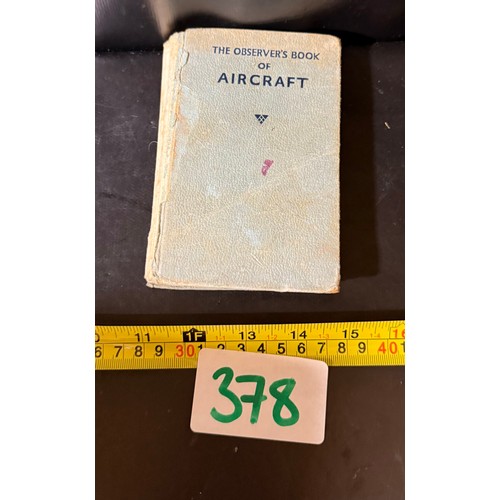 THE OBSERVER'S BOOK
OF
AIRCRAFT
11 1F 13 14 15 16
6 7 8 9 30 1 2 3 4 5 6 7 8 9 40 1
378